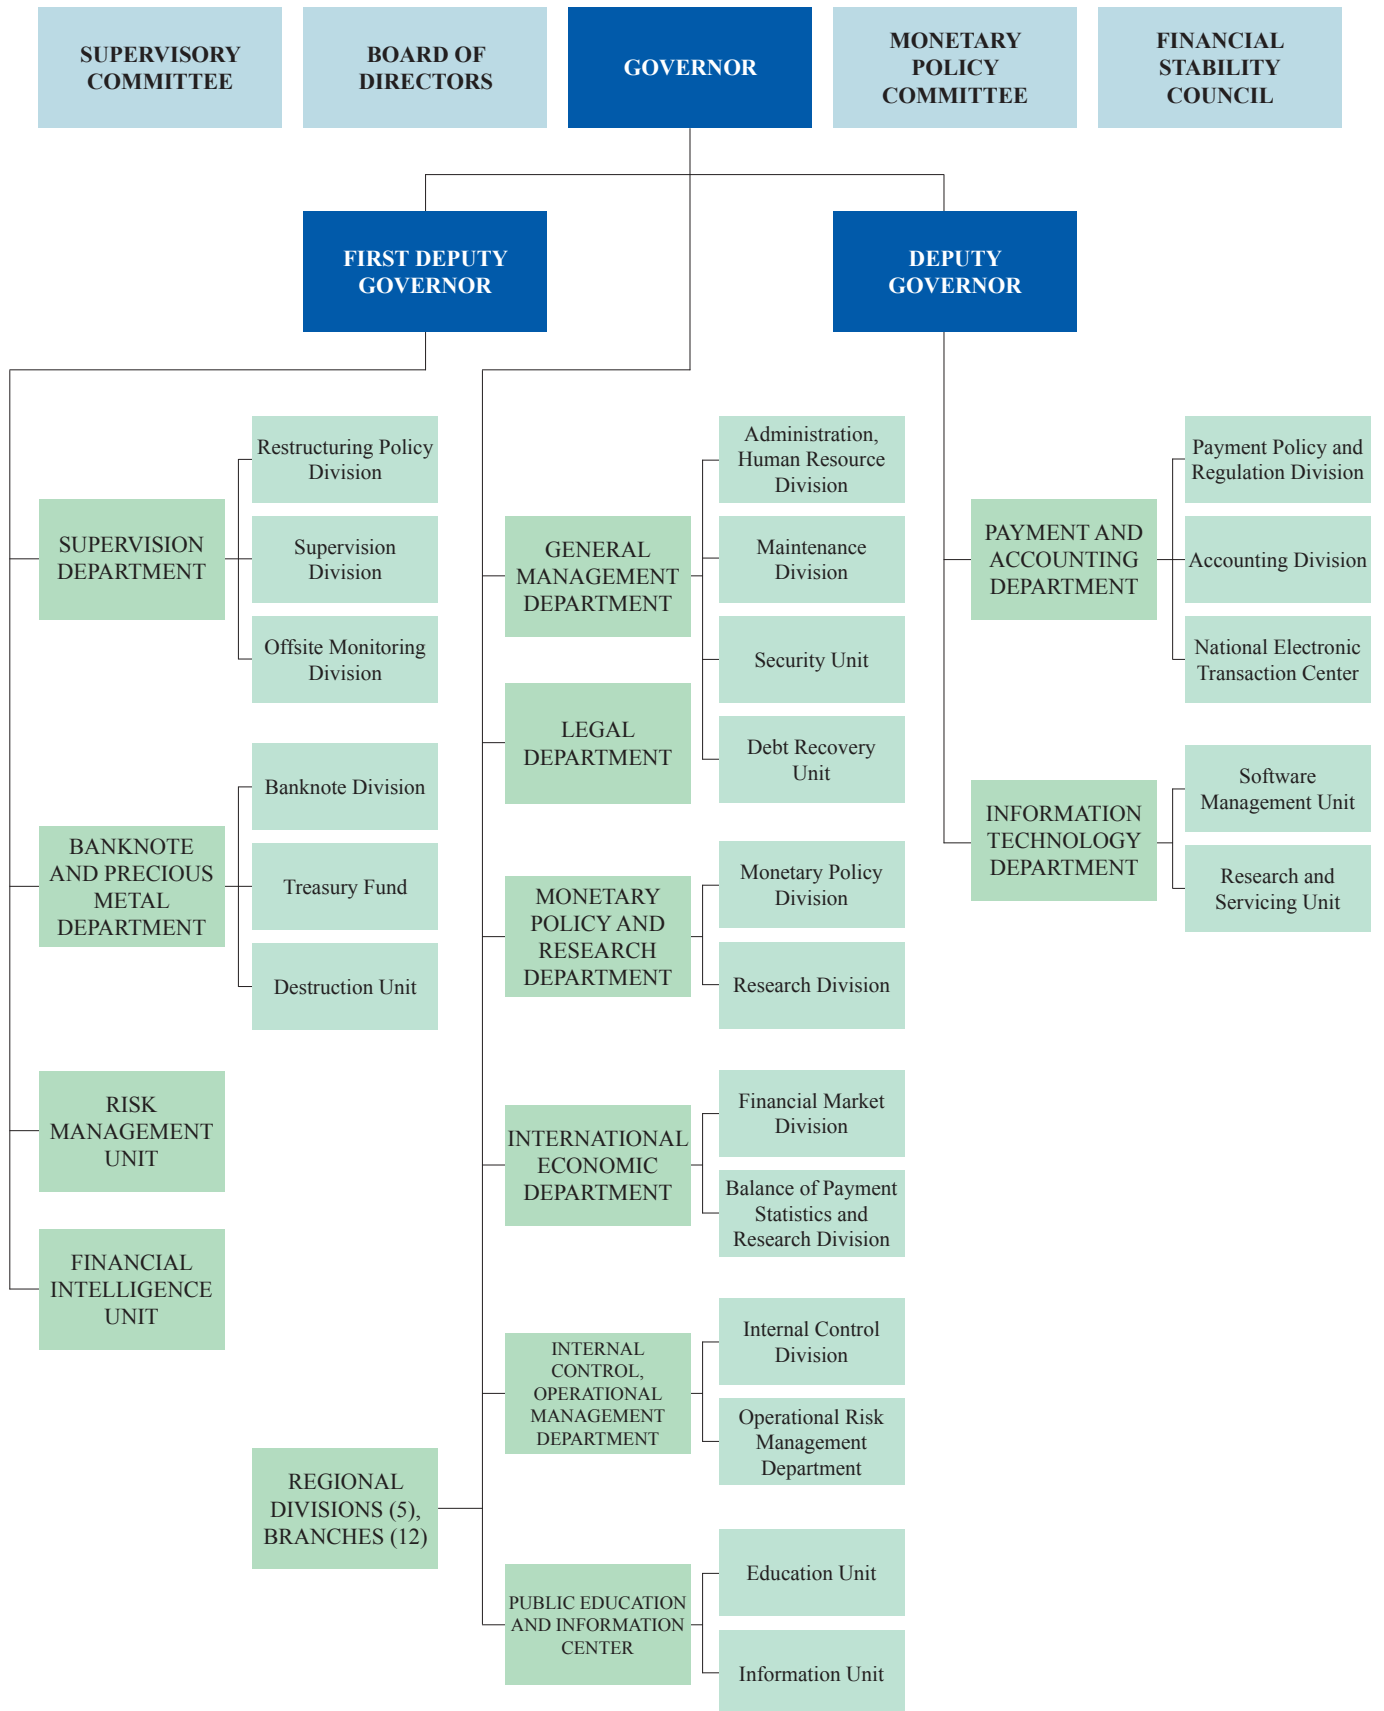 SUPERVISORY
COMMITTEE
BOARD OF
DIRECTORS
GOVERNOR
MONETARY
POLICY
COMMITTEE
FINANCIAL
STABILITY
COUNCIL
FIRST DEPUTY
GOVERNOR
DEPUTY
GOVERNOR
SUPERVISION
DEPARTMENT
Restructuring Policy
Division
Supervision
Division
Offsite Monitoring
Division
BANKNOTE
AND PRECIOUS
METAL
DEPARTMENT
Banknote Division
Treasury Fund
Destruction Unit
RISK
MANAGEMENT
UNIT
FINANCIAL
INTELLIGENCE
UNIT
REGIONAL
DIVISIONS (5),
BRANCHES (12)
GENERAL
MANAGEMENT
DEPARTMENT
Administration,
Human Resource
Division
Maintenance
Division
Security Unit
Debt Recovery
Unit
LEGAL
DEPARTMENT
MONETARY
POLICY AND
RESEARCH
DEPARTMENT
Monetary Policy
Division
Research Division
INTERNATIONAL
ECONOMIC
DEPARTMENT
Financial Market
Division
Balance of Payment
Statistics and
Research Division
INTERNAL
CONTROL,
OPERATIONAL
MANAGEMENT
DEPARTMENT
Internal Control
Division
Operational Risk
Management
Department
PUBLIC EDUCATION
AND INFORMATION
CENTER
Education Unit
Information Unit
PAYMENT AND
ACCOUNTING
DEPARTMENT
Payment Policy and
Regulation Division
Accounting Division
National Electronic
Transaction Center
INFORMATION
TECHNOLOGY
DEPARTMENT
Software
Management Unit
Research and
Servicing Unit